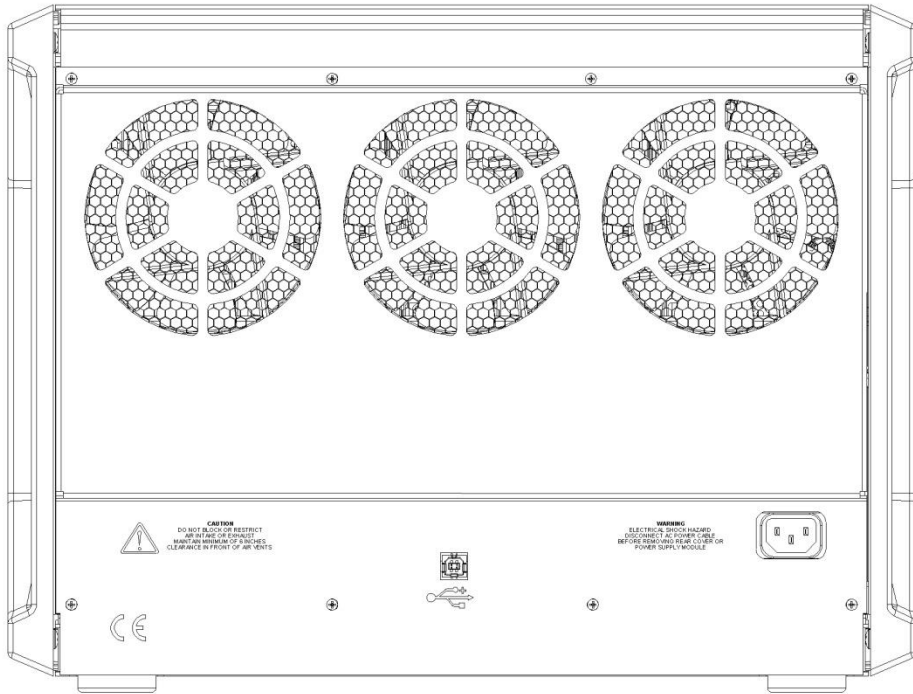 CAUTION
DO NOT BLOCK OR RESTRICT
AIR INTAKE OR EXHAUST
MAINTAIN MINIMUM OF 6 INCHES
CLEARANCE IN FRONT OF AIR VENTS
WARNING
ELECTRICAL SHOCK HAZARD
DISCONNECT AC POWER CABLE
BEFORE REMOVING REAR COVER OR
POWER SUPPLY MODULE
CE